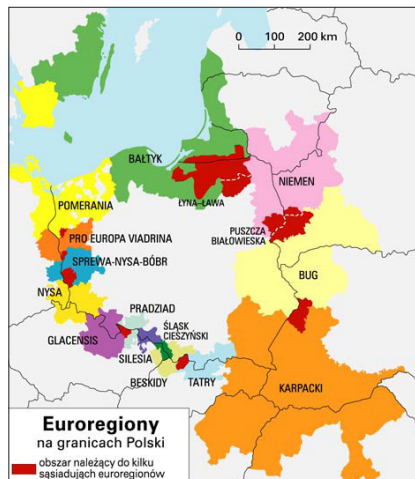 0 100 200 km
BAŁTYK
NIEMEN
ŁYNA–ŁAWA
POMERANIA
PUSZCZA
BIAŁOWIESKA
PRO EUROPA VIADRINA
SPREWA-NYSA-BÓBR
BUG
NYSA
PRADZIAD
ŚLĄSK
CIESZYŃSKI
GLACENSIS
SILESIA
BESKIDY
TATRY
KARPACKI
Euroregiony
na granicach Polski
obszar należący do kilku
sąsiadujących euroregionów